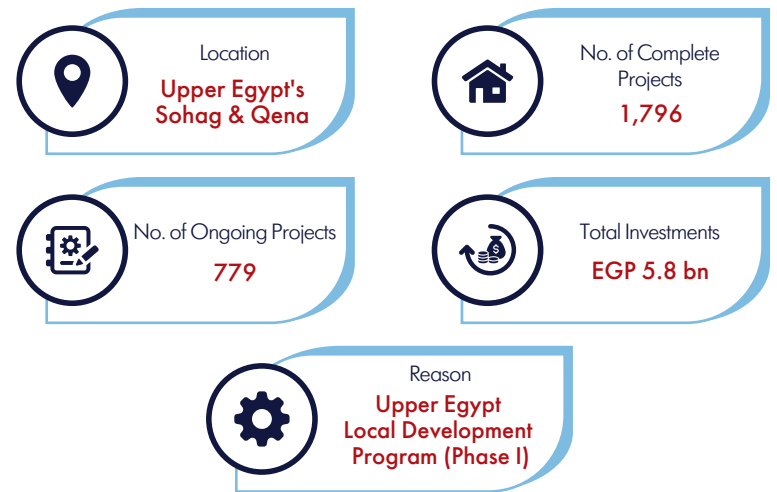 Location
Upper Egypt's
Sohag & Qena
No. of Complete
Projects
1,796
No. of Ongoing Projects
779
Total Investments
EGP 5.8 bn
Reason
Upper Egypt
Local Development
Program (Phase I)